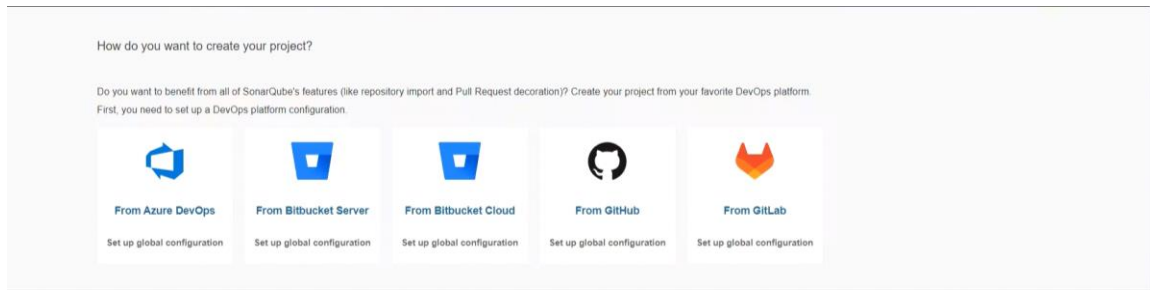 How do you want to create your project?
Do you want to benefit from all of SonarQube's features (like repository import and Pull Request decoration)? Create your project from your favorite DevOps platform.
First, you need to set up a DevOps platform configuration.
From Azure DevOps
From Bitbucket Server
From Bitbucket Cloud
From GitHub
From GitLab
Set up global configuration
Set up global configuration
Set up global configuration
Set up global configuration
Set up global configuration